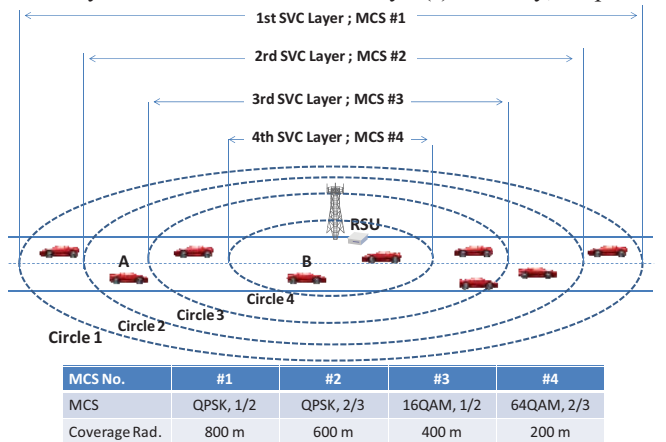 1st SVC Layer ; MCS #1
2rd SVC Layer ; MCS #2
3rd SVC Layer ; MCS #3
4th SVC Layer ; MCS #4
RSU
A
B
Circle 4
Circle 3
Circle 2
Circle 1
MCS No. #1 #2 #3 #4
MCS QPSK, 1/2 QPSK, 2/3 16QAM, 1/2 64QAM, 2/3
Coverage Rad. 800 m 600 m 400 m 200 m